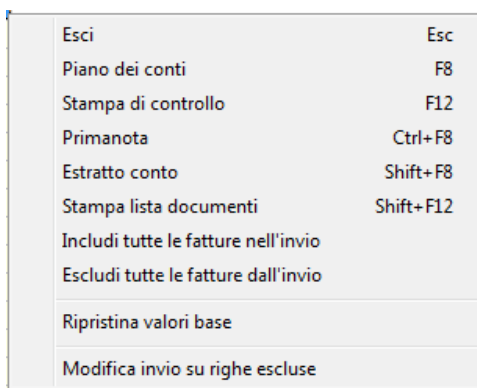 Esci Esc
Piano dei conti F8
Stampa di controllo F12
Primanota Ctrl+F8
Estratto conto Shift+F8
Stampa lista documenti Shift+F12
Includi tutte le fatture nell'invio
Escludi tutte le fatture dall'invio
Ripristina valori base
Modifica invio su righe escluse